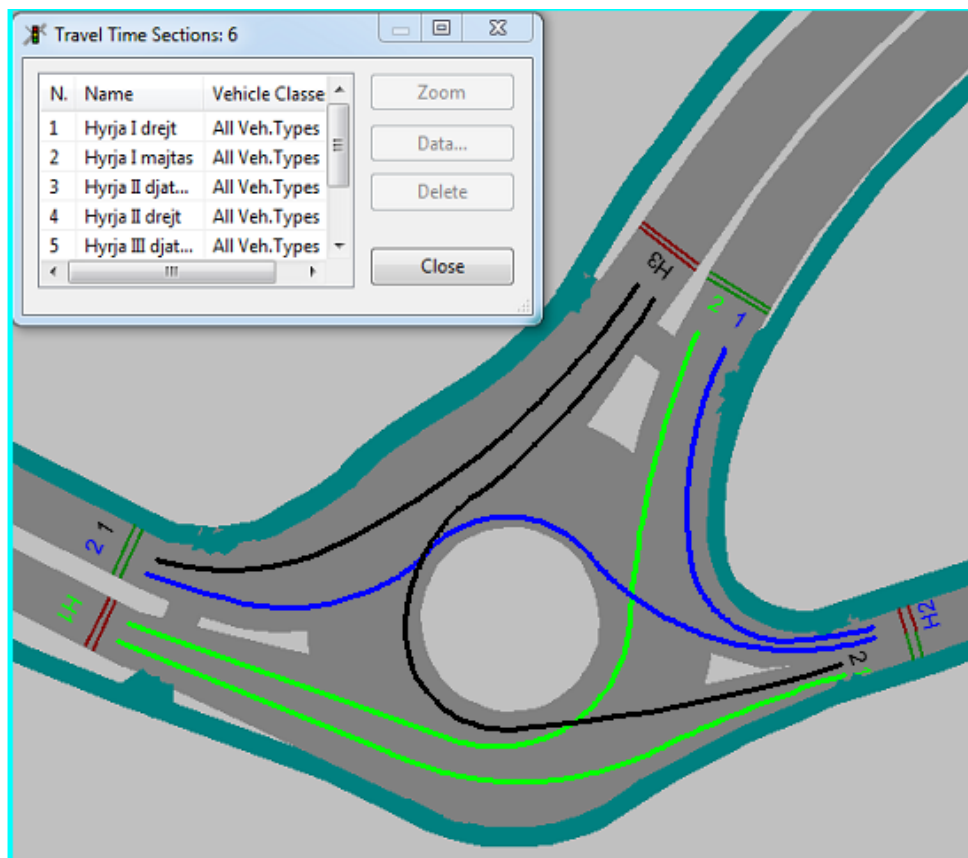 Travel Time Sections: 6
N. Name Vehicle Classe
1 Hyrja I drejt All Veh.Types
2 Hyrja I majtas All Veh.Types
3 Hyrja II djat... All Veh.Types
4 Hyrja II drejt All Veh.Types
5 Hyrja III djat... All Veh.Types
Zoom
Data...
Delete
Close
H3
2 1
1
2
H1
H2
2